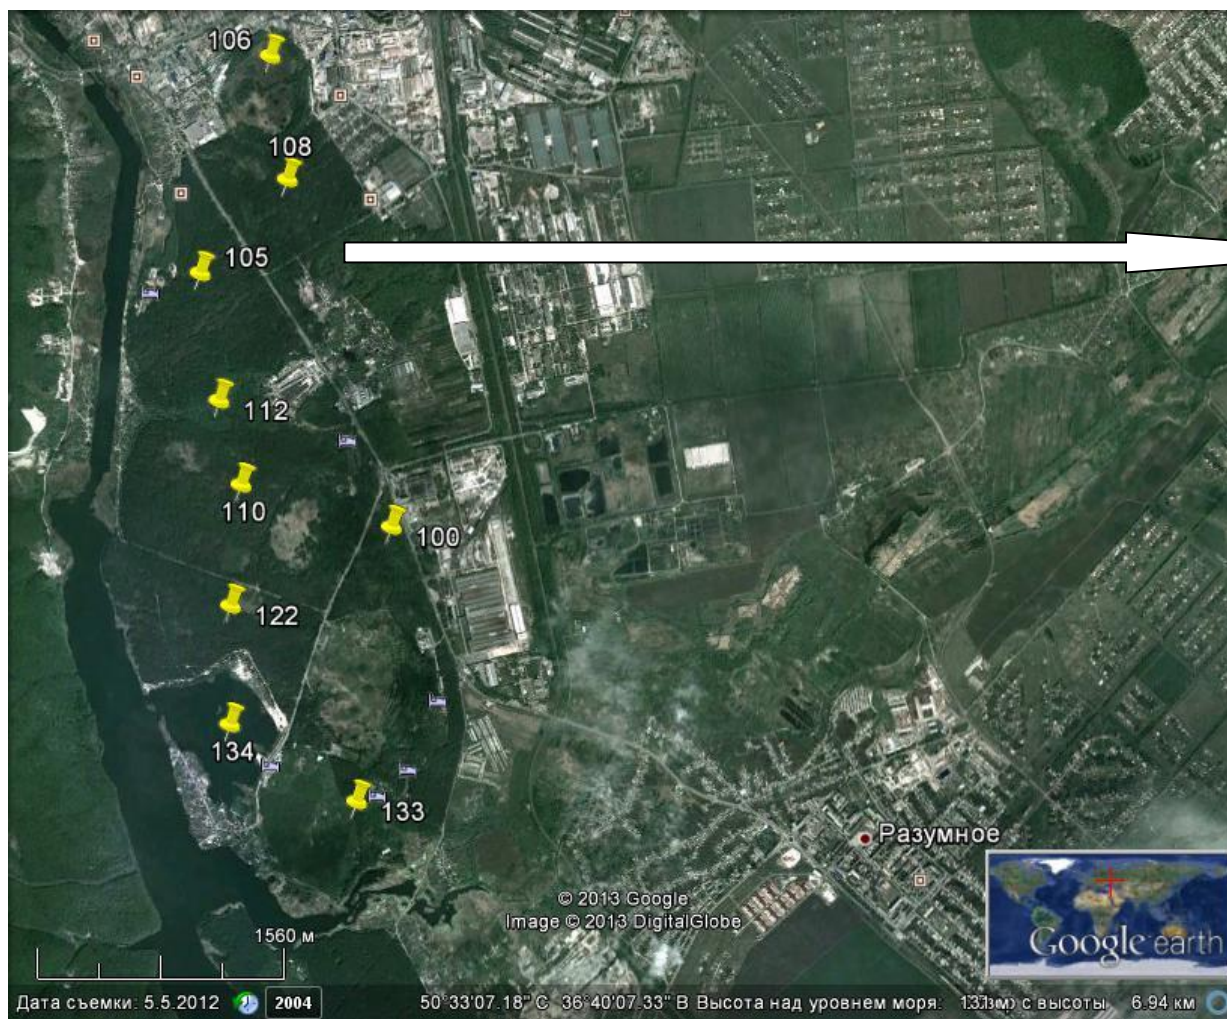 106
108
105
112
110
100
122
134
133
Разумное
© 2013 Google
Image © 2013 DigitalGlobe
1560 м
Google earth
Дата съемки: 5.5.2012 2004 50°33'07.18" С 36°40'07.33" В Высота над уровнем моря: с высоты 6.94 км